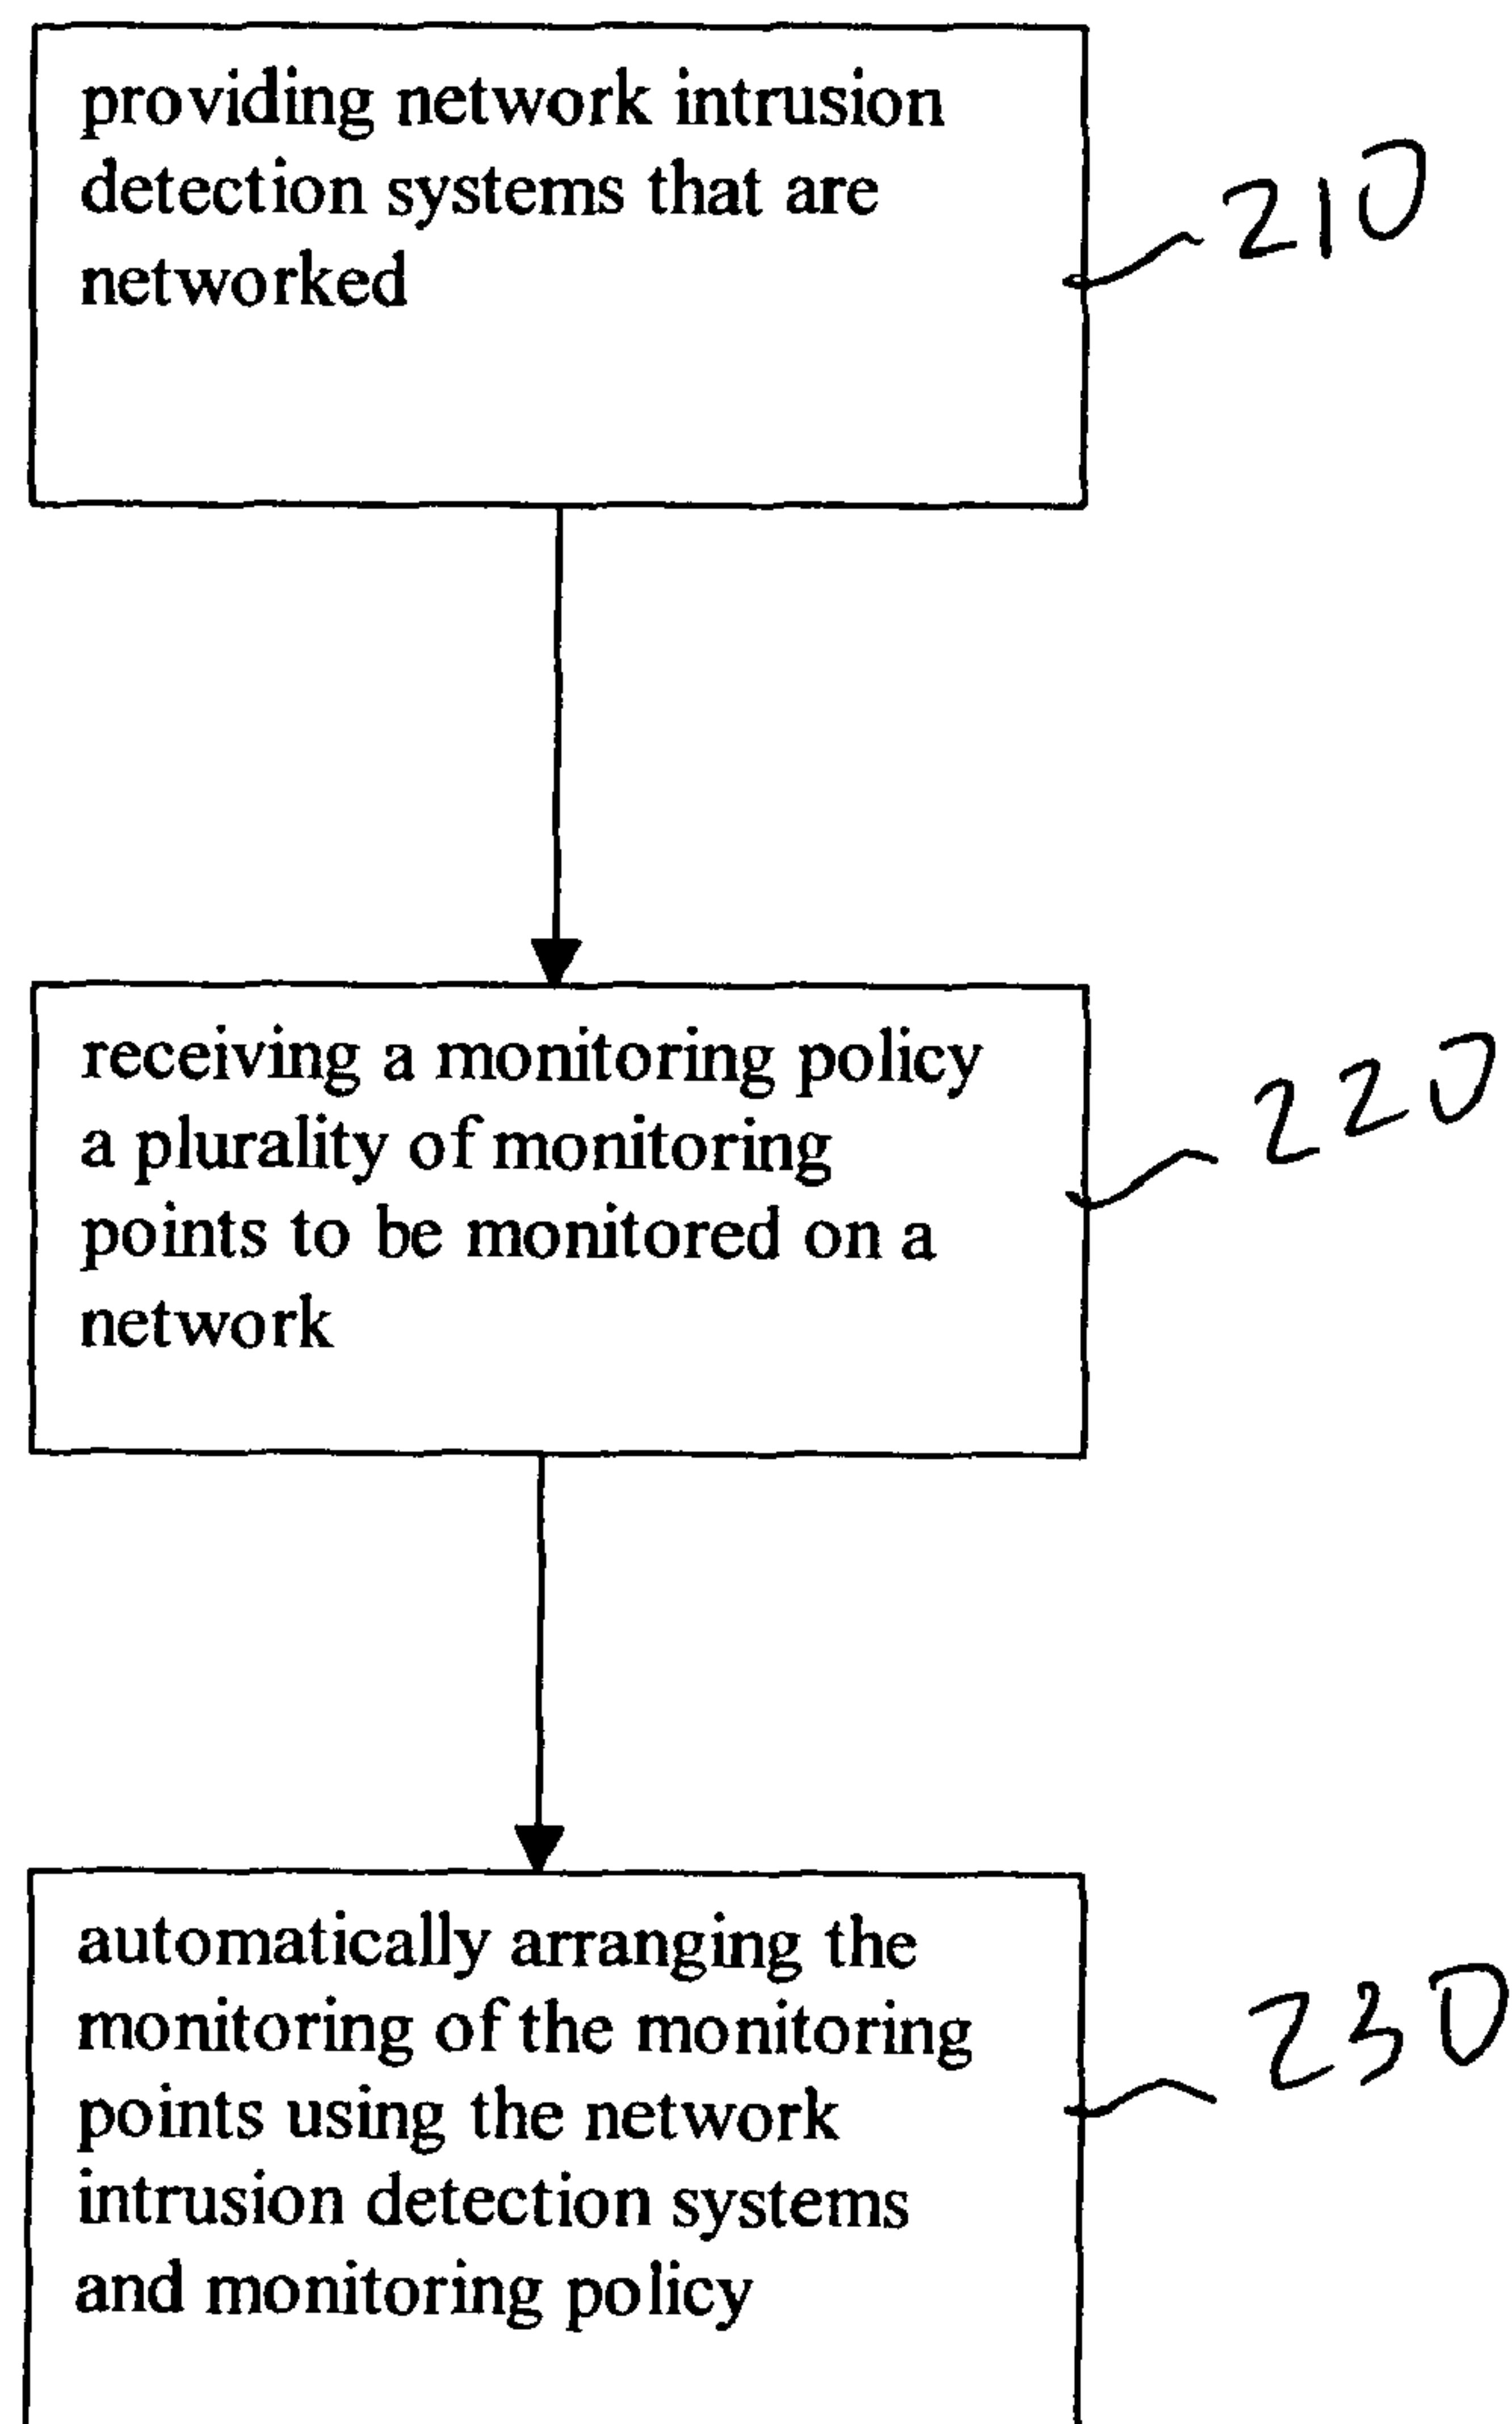 providing network intrusion
detection systems that are
networked
210
receiving a monitoring policy
a plurality of monitoring
points to be monitored on a
network
220
automatically arranging the
monitoring of the monitoring
points using the network
intrusion detection systems
and monitoring policy
230